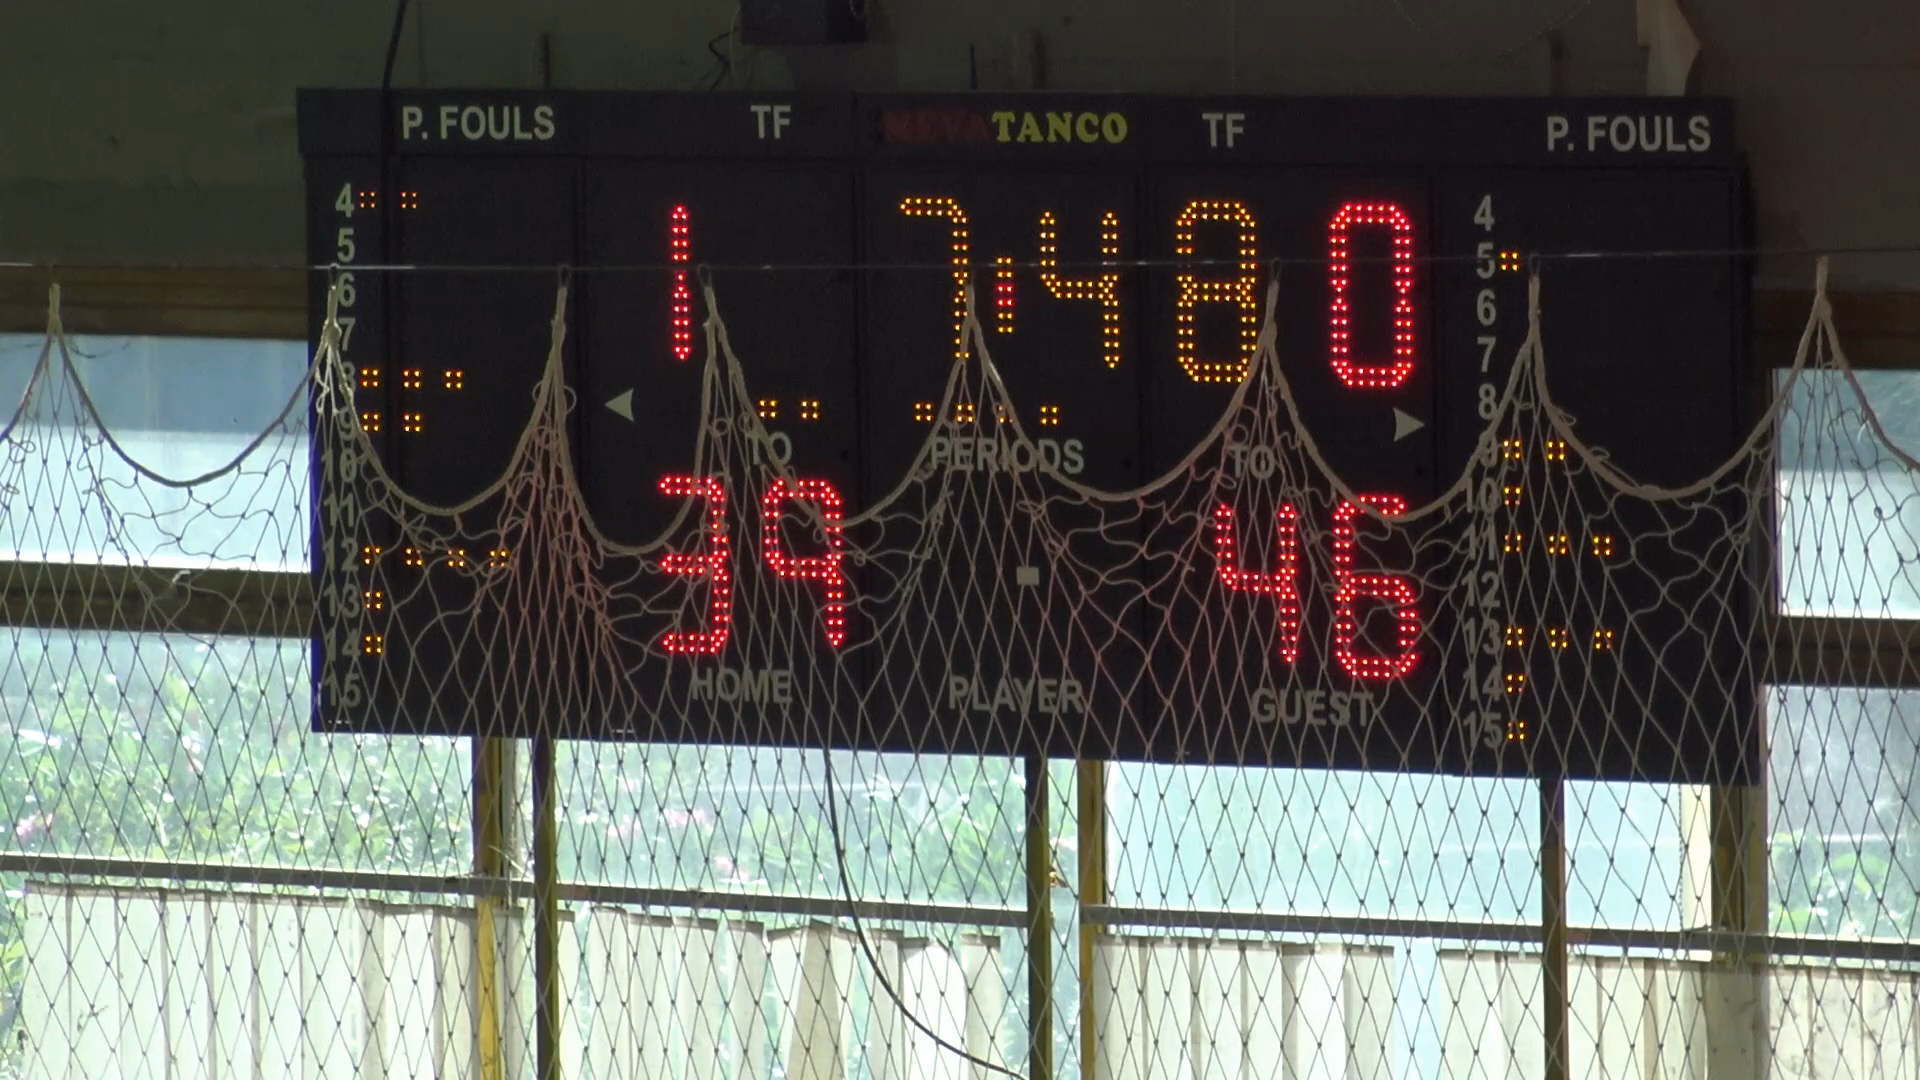 P. FOULS TF MEVATANCO TF P. FOULS
4 1 7:48 0 4
5 5
6 6
7 7
8 8
9 TO PERIODS TO 9
10 10
11 39 46 11
12 12
13 13
14 14
15 HOME PLAYER GUEST 15